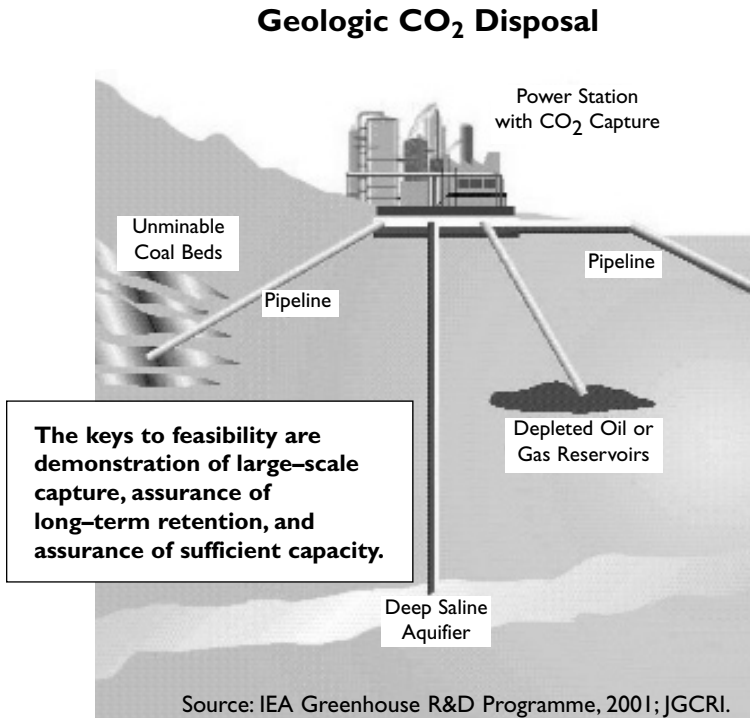 Geologic CO₂ Disposal
Power Station
with CO₂ Capture
Unminable
Coal Beds
Pipeline
Pipeline
Depleted Oil or
Gas Reservoirs
The keys to feasibility are
demonstration of large–scale
capture, assurance of
long–term retention, and
assurance of sufficient capacity.
Deep Saline
Aquifier
Source: IEA Greenhouse R&D Programme, 2001; JGCRI.